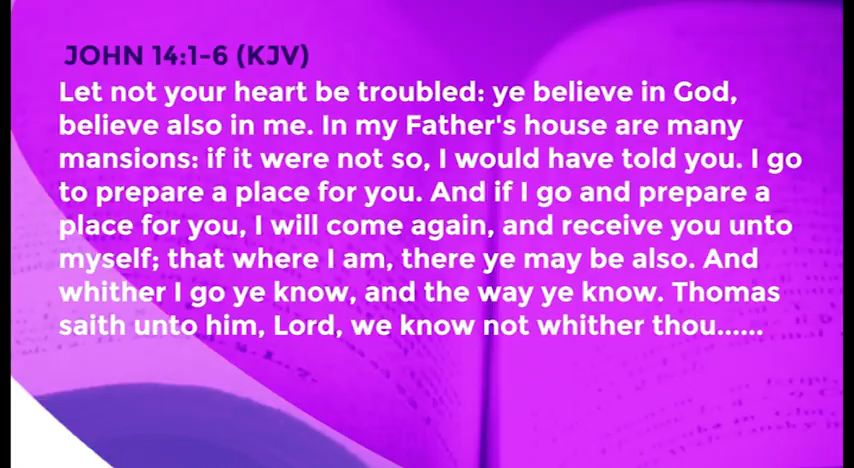 JOHN 14:1-6 (KJV)
Let not your heart be troubled: ye believe in God,
believe also in me. In my Father's house are many
mansions: if it were not so, I would have told you. I go
to prepare a place for you. And if I go and prepare a
place for you, I will come again, and receive you unto
myself; that where I am, there ye may be also. And
whither I go ye know, and the way ye know. Thomas
saith unto him, Lord, we know not whither thou......